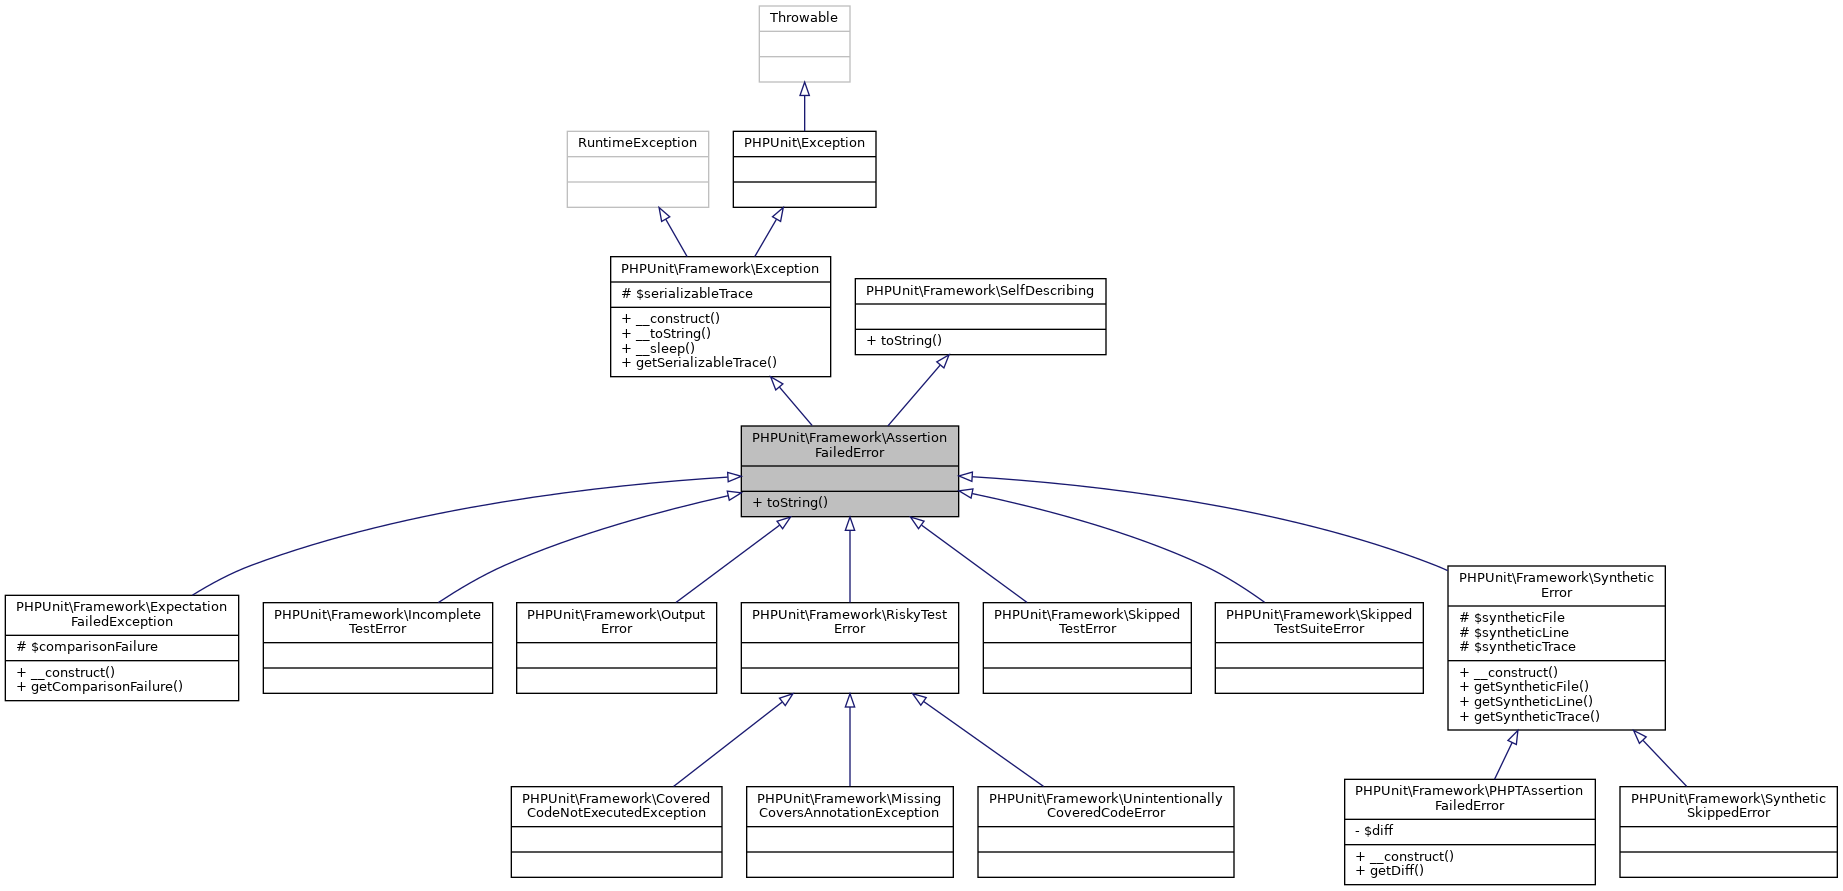 Throwable
RuntimeException
PHPUnit\Exception
PHPUnit\Framework\Exception
# $serializableTrace
+ __construct()
+ __toString()
+ __sleep()
+ getSerializableTrace()
PHPUnit\Framework\SelfDescribing
+ toString()
PHPUnit\Framework\Assertion
FailedError
+ toString()
PHPUnit\Framework\Expectation
FailedException
# $comparisonFailure
+ __construct()
+ getComparisonFailure()
PHPUnit\Framework\Incomplete
TestError
PHPUnit\Framework\Output
Error
PHPUnit\Framework\RiskyTest
Error
PHPUnit\Framework\Skipped
TestError
PHPUnit\Framework\Skipped
TestSuiteError
PHPUnit\Framework\Synthetic
Error
# $syntheticFile
# $syntheticLine
# $syntheticTrace
+ __construct()
+ getSyntheticFile()
+ getSyntheticLine()
+ getSyntheticTrace()
PHPUnit\Framework\Covered
CodeNotExecutedException
PHPUnit\Framework\Missing
CoversAnnotationException
PHPUnit\Framework\Unintentionally
CoveredCodeError
PHPUnit\Framework\PHPTAssertion
FailedError
- $diff
+ __construct()
+ getDiff()
PHPUnit\Framework\Synthetic
SkippedError